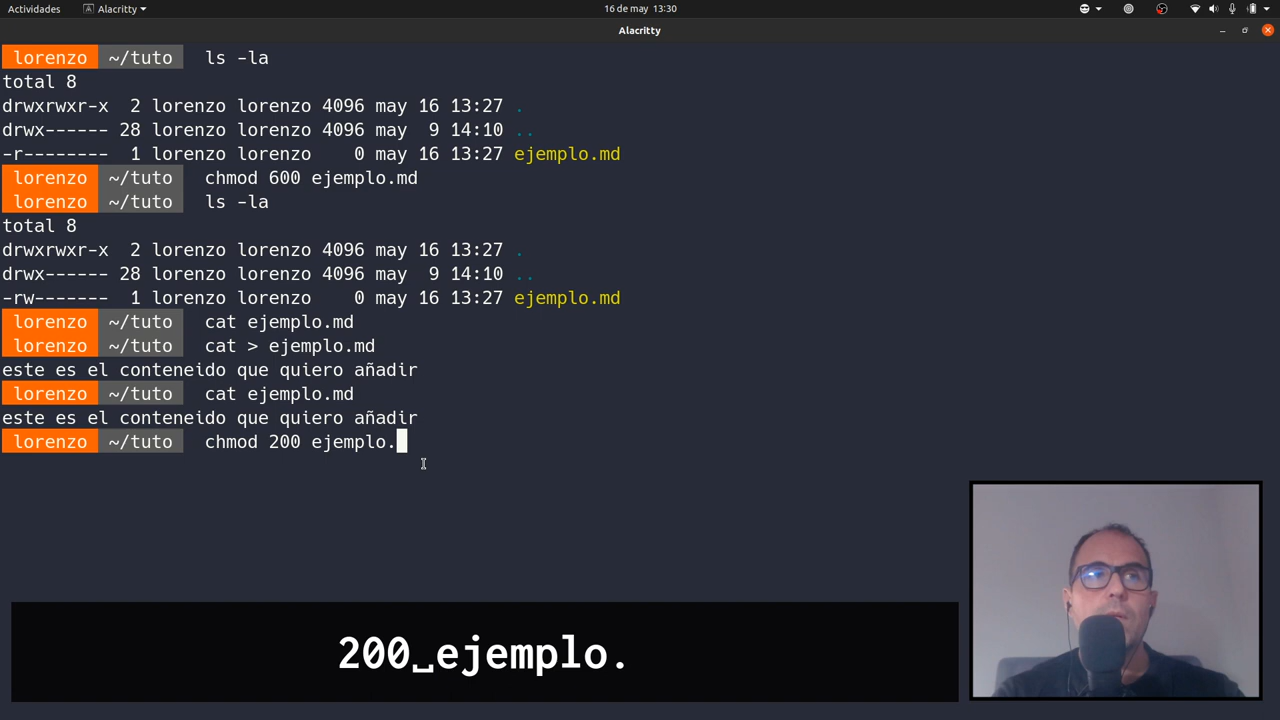 Actividades Alacritty 16 de may 13:30
Alacritty
lorenzo ~/tuto ls -la
total 8
drwxrwxr-x 2 lorenzo lorenzo 4096 may 16 13:27 .
drwx------ 28 lorenzo lorenzo 4096 may 9 14:10 ..
-r-------- 1 lorenzo lorenzo 0 may 16 13:27 ejemplo.md
lorenzo ~/tuto chmod 600 ejemplo.md
lorenzo ~/tuto ls -la
total 8
drwxrwxr-x 2 lorenzo lorenzo 4096 may 16 13:27 .
drwx------ 28 lorenzo lorenzo 4096 may 9 14:10 ..
-rw------- 1 lorenzo lorenzo 0 may 16 13:27 ejemplo.md
lorenzo ~/tuto cat ejemplo.md
lorenzo ~/tuto cat > ejemplo.md
este es el conteneido que quiero añadir
lorenzo ~/tuto cat ejemplo.md
este es el conteneido que quiero añadir
lorenzo ~/tuto chmod 200 ejemplo.
200␣ejemplo.